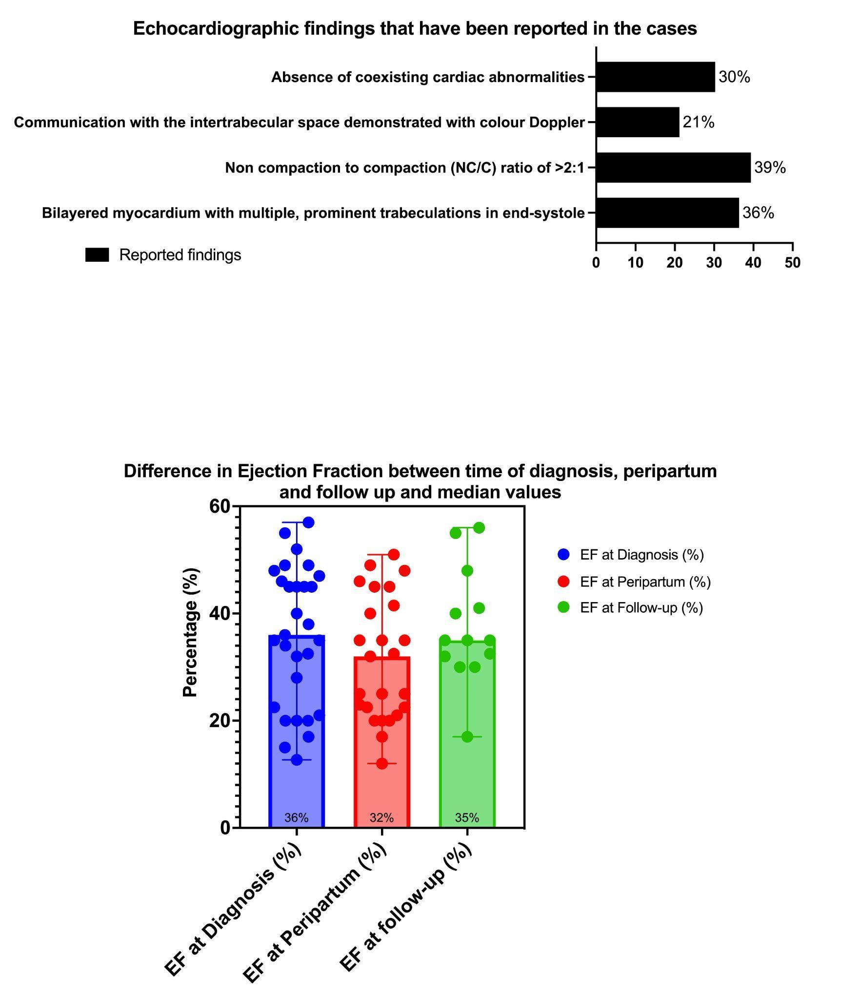 Echocardiographic findings that have been reported in the cases
Absence of coexisting cardiac abnormalities
30%
Communication with the intertrabecular space demonstrated with colour Doppler
21%
Non compaction to compaction (NC/C) ratio of >2:1
39%
Bilayered myocardium with multiple, prominent trabeculations in end-systole
36%
Reported findings
0 10 20 30 40 50
Difference in Ejection Fraction between time of diagnosis, peripartum
and follow up and median values
Percentage (%)
60
40
20
0
36%
32%
35%
EF at Diagnosis (%)
EF at Peripartum (%)
EF at follow-up (%)
EF at Diagnosis (%)
EF at Peripartum (%)
EF at Follow-up (%)